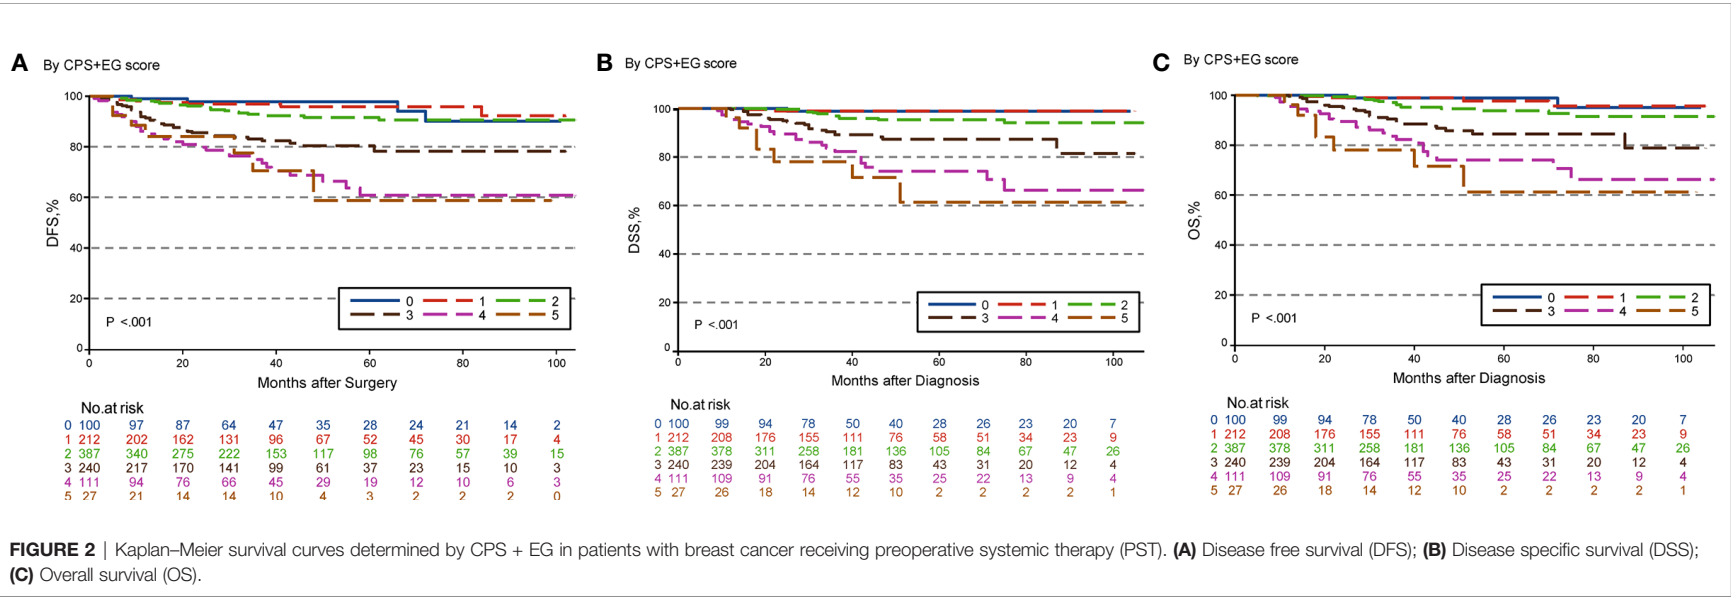 A By CPS+EG score
100
80
60
40
20
0
DFS,%
0 1 2
3 4 5
P <.001
0 20 40 60 80 100
Months after Surgery
No.at risk
0 100 97 87 64 47 35 28 24 21 14 2
1 212 202 162 131 96 67 52 45 30 17 4
2 387 340 275 222 153 117 98 76 57 39 15
3 240 217 170 141 99 61 37 23 15 10 3
4 111 94 76 66 45 29 19 12 10 6 3
5 27 21 14 14 10 4 3 2 2 2 0
B By CPS+EG score
100
80
60
40
20
0
DSS,%
0 1 2
3 4 5
P <.001
0 20 40 60 80 100
Months after Diagnosis
No.at risk
0 100 99 94 78 50 40 28 26 23 20 7
1 212 208 176 155 111 76 58 51 34 23 9
2 387 378 311 258 181 136 105 84 67 47 26
3 240 239 204 164 117 83 43 31 20 12 4
4 111 109 91 76 55 35 25 22 13 9 4
5 27 26 18 14 12 10 2 2 2 2 1
C By CPS+EG score
100
80
60
40
20
0
OS,%
0 1 2
3 4 5
P <.001
0 20 40 60 80 100
Months after Diagnosis
No.at risk
0 100 99 94 78 50 40 28 26 23 20 7
1 212 208 176 155 111 76 58 51 34 23 9
2 387 378 311 258 181 136 105 84 67 47 26
3 240 239 204 164 117 83 43 31 20 12 4
4 111 109 91 76 55 35 25 22 13 9 4
5 27 26 18 14 12 10 2 2 2 2 1
FIGURE 2 | Kaplan–Meier survival curves determined by CPS + EG in patients with breast cancer receiving preoperative systemic therapy (PST). (A) Disease free survival (DFS); (B) Disease specific survival (DSS);
(C) Overall survival (OS).